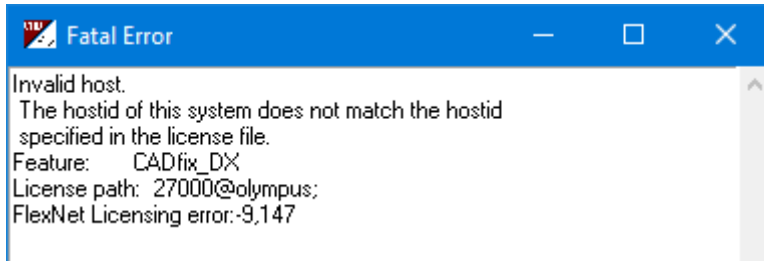 Fatal Error
Invalid host.
The hostid of this system does not match the hostid
specified in the license file.
Feature: CADfix_DX
License path: 27000@olympus;
FlexNet Licensing error:-9,147